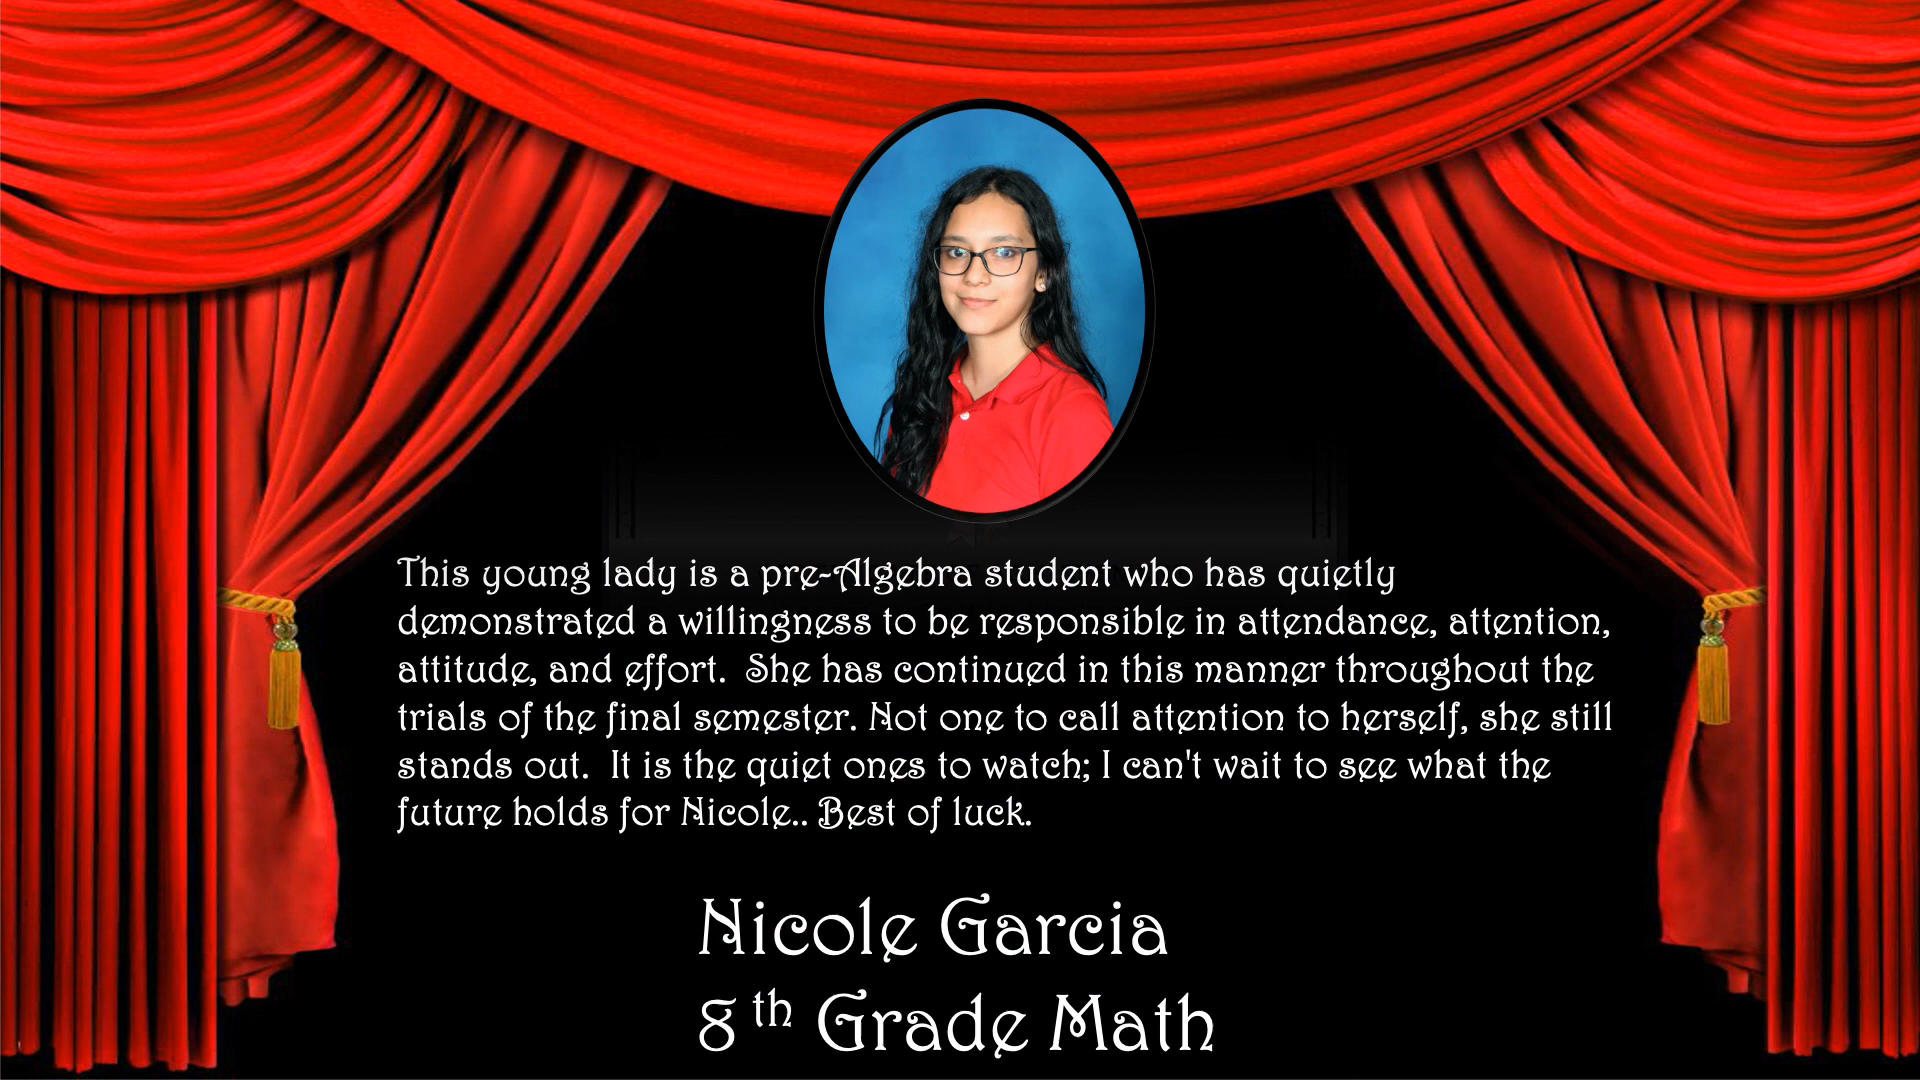 This young lady is a pre-Algebra student who has quietly
demonstrated a willingness to be responsible in attendance, attention,
attitude, and effort.  She has continued in this manner throughout the
trials of the final semester. Not one to call attention to herself, she still
stands out.  It is the quiet ones to watch; I can't wait to see what the
future holds for Nicole.. Best of luck.
Nicole Garcia
8 th Grade Math